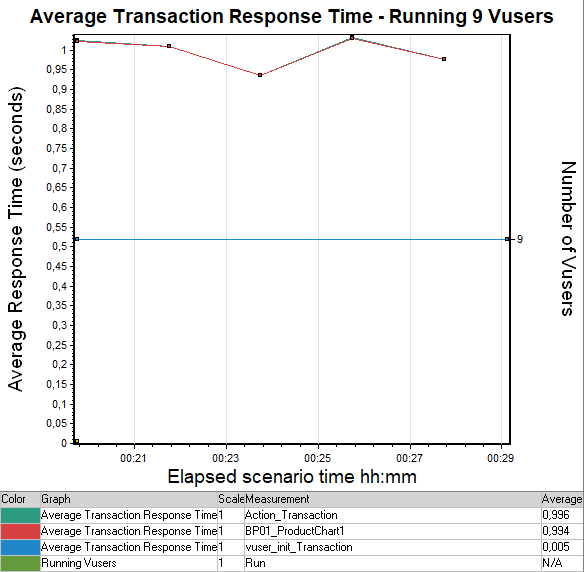 Average Transaction Response Time - Running 9 Vusers
Average Response Time (seconds)
1
0,95
0,9
0,85
0,8
0,75
0,7
0,65
0,6
0,55
0,5
0,45
0,4
0,35
0,3
0,25
0,2
0,15
0,1
0,05
0
9
Number of Vusers
00:21 00:23 00:25 00:27 00:29
Elapsed scenario time hh:mm
Color Graph Scale Measurement Average
Average Transaction Response Time 1 Action_Transaction 0,996
Average Transaction Response Time 1 BP01_ProductChart1 0,994
Average Transaction Response Time 1 vuser_init_Transaction 0,005
Running Vusers 1 Run N/A